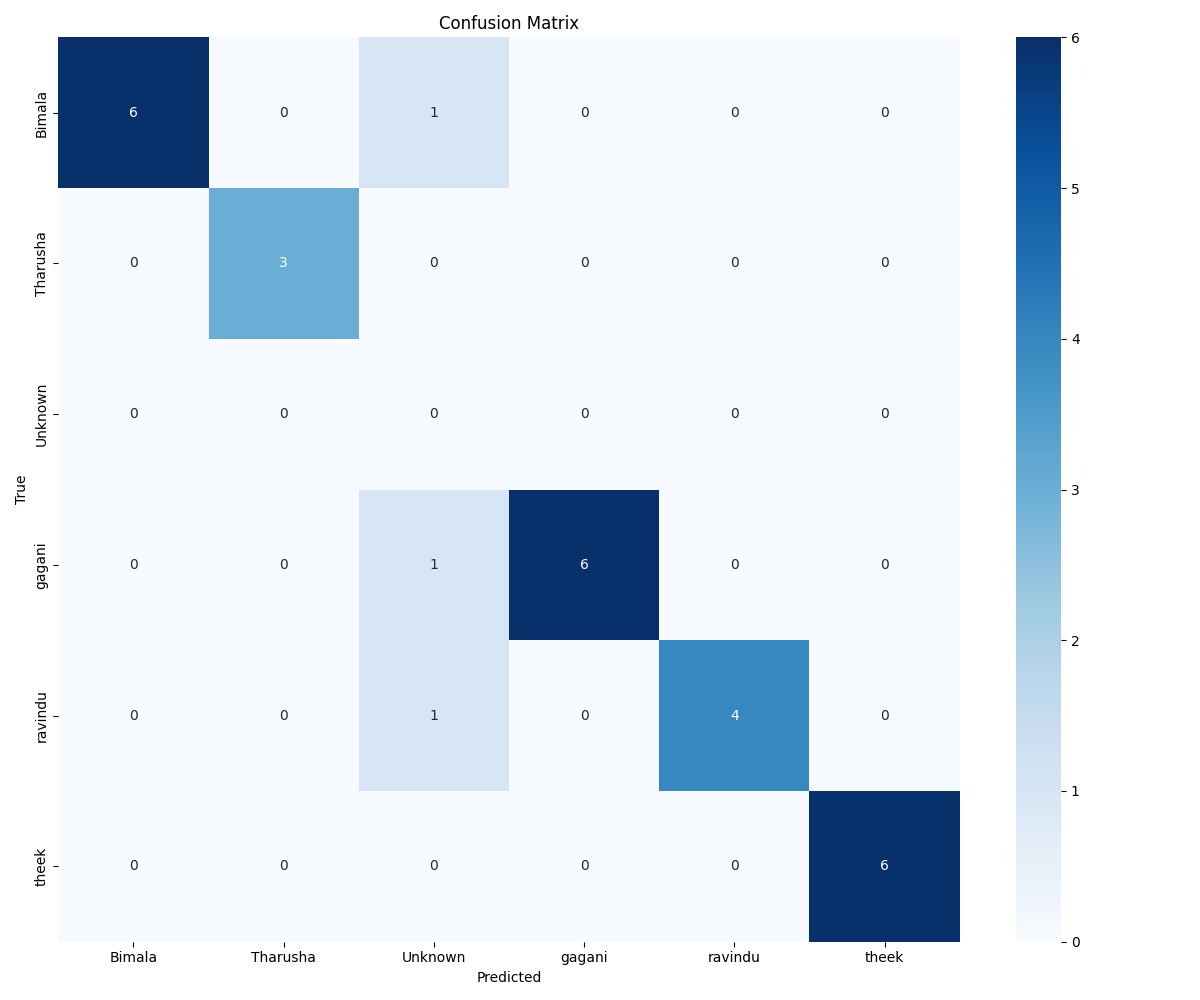 Confusion Matrix
Bimala 6 0 1 0 0 0
Tharusha 0 3 0 0 0 0
Unknown 0 0 0 0 0 0
gagani 0 0 1 6 0 0
ravindu 0 0 1 0 4 0
theek 0 0 0 0 0 6
True
Bimala Tharusha Unknown gagani ravindu theek
Predicted
6
5
4
3
2
1
0